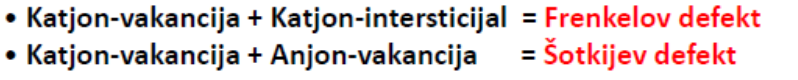 • Katjon-vakancija + Katjon-intersticijal = Frenkelov defekt
• Katjon-vakancija + Anjon-vakancija = Šotkijev defekt